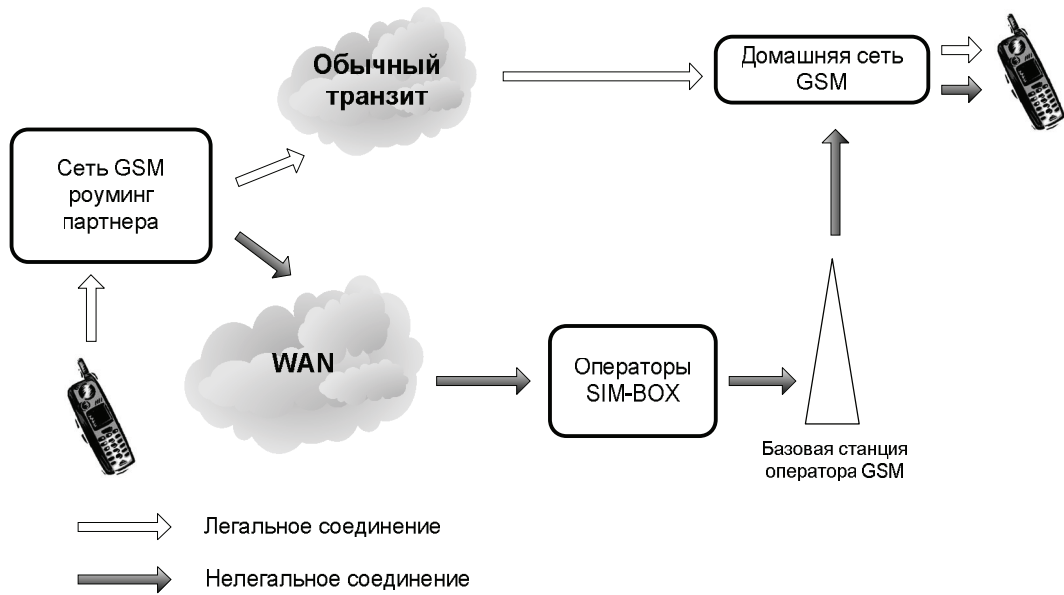 Обычный
транзит
Домашняя сеть
GSM
Сеть GSM
роуминг
партнера
WAN
Операторы
SIM-BOX
Базовая станция
оператора GSM
Легальное соединение
Нелегальное соединение